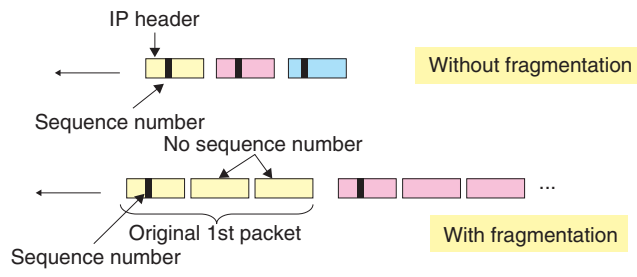 IP header
Without fragmentation
Sequence number
No sequence number
...
Original 1st packet
With fragmentation
Sequence number